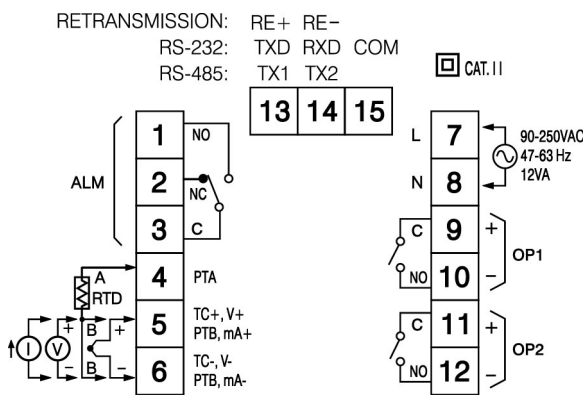 RETRANSMISSION: RE+ RE-
RS-232: TXD RXD COM
RS-485: TX1 TX2
13 14 15
CAT. II
ALM
1 NO
2 NC
3 C
4 PTA
A
RTD
5 TC+, V+
PTB, mA+
6 TC-, V-
PTB, mA-
I V + B +
- B -
L 7
N 8
90-250VAC
47-63 Hz
12VA
C 9 +
NO 10 -
OP1
C 11 +
NO 12 -
OP2